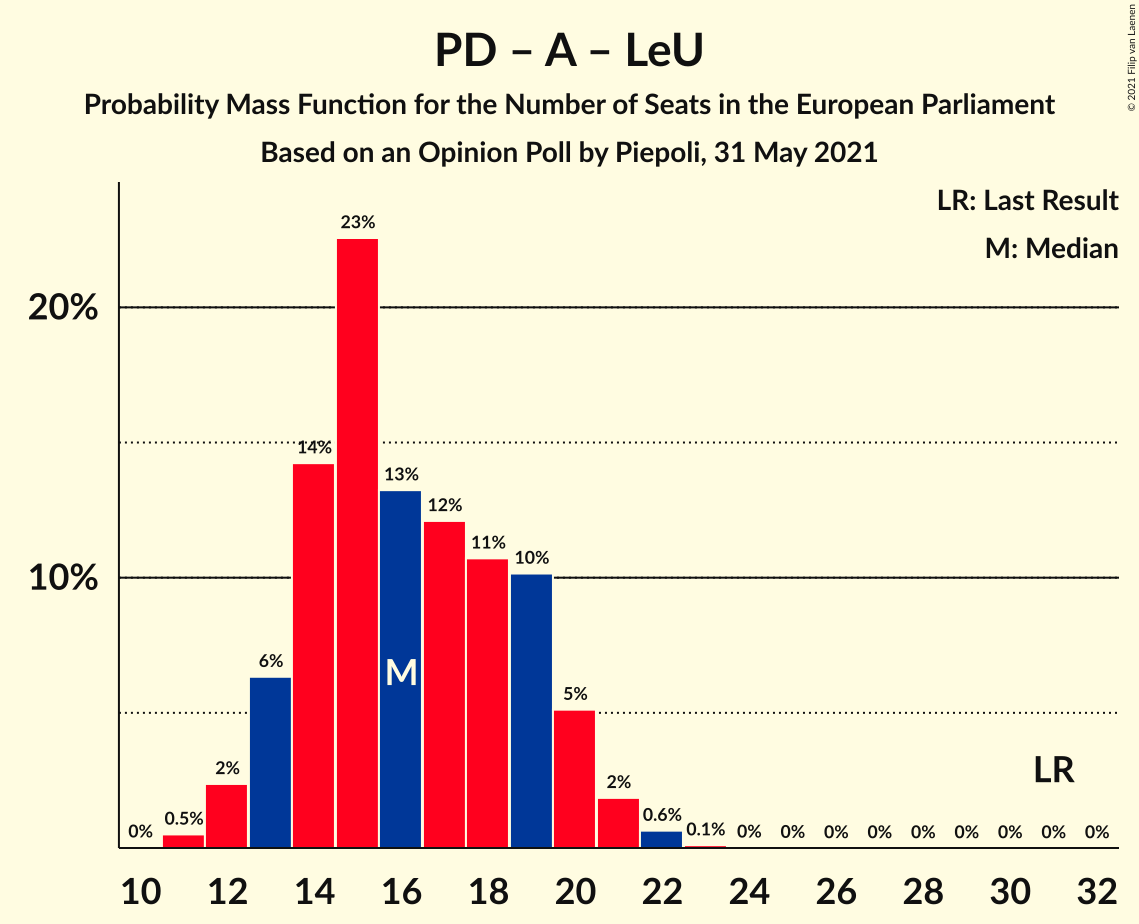 PD – A – LeU
Probability Mass Function for the Number of Seats in the European Parliament
Based on an Opinion Poll by Piepoli, 31 May 2021
© 2021 Filip van Laenen
LR: Last Result
M: Median
20%
10%
0%
0.5%
2%
6%
14%
23%
13%
12%
11%
10%
5%
2%
0.6%
0.1%
0%
0%
0%
0%
0%
0%
0%
0%
0%
M
LR
10 12 14 16 18 20 22 24 26 28 30 32